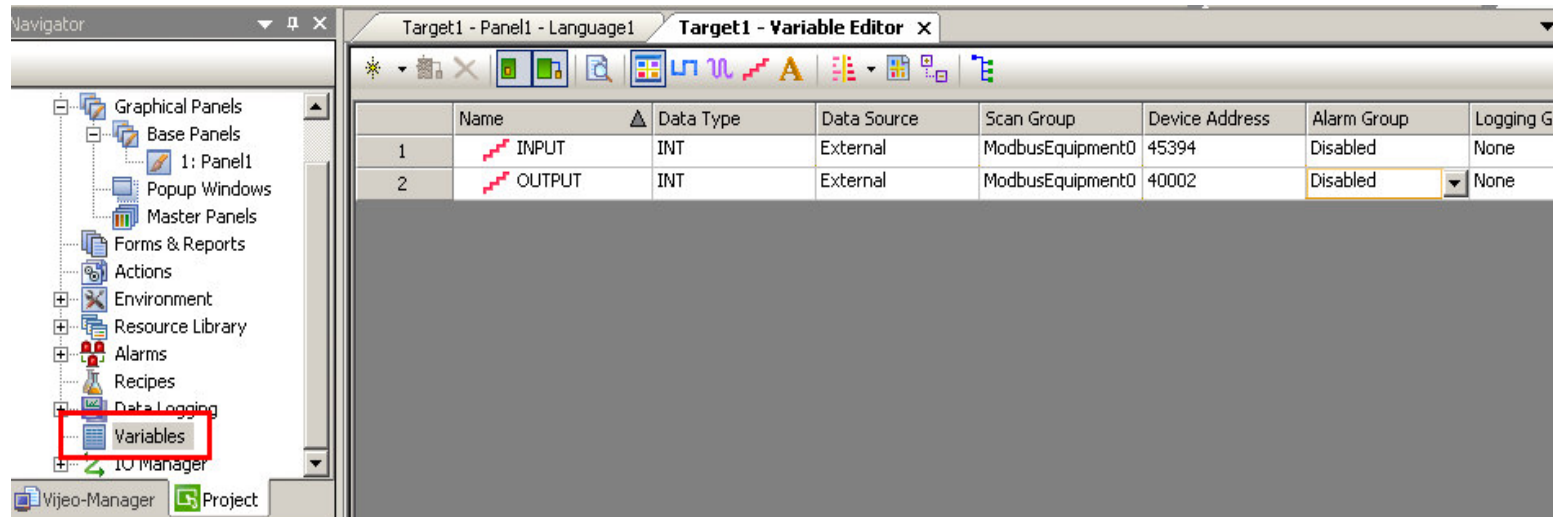 Navigator
Target1 - Panel1 - Language1
Target1 - Variable Editor
Graphical Panels
Base Panels
1: Panel1
Popup Windows
Master Panels
Forms & Reports
Actions
Environment
Resource Library
Alarms
Recipes
Data Logging
Variables
IO Manager
Vijeo-Manager
Project
Name Data Type Data Source Scan Group Device Address Alarm Group Logging G
1 INPUT INT External ModbusEquipment0 45394 Disabled None
2 OUTPUT INT External ModbusEquipment0 40002 Disabled None